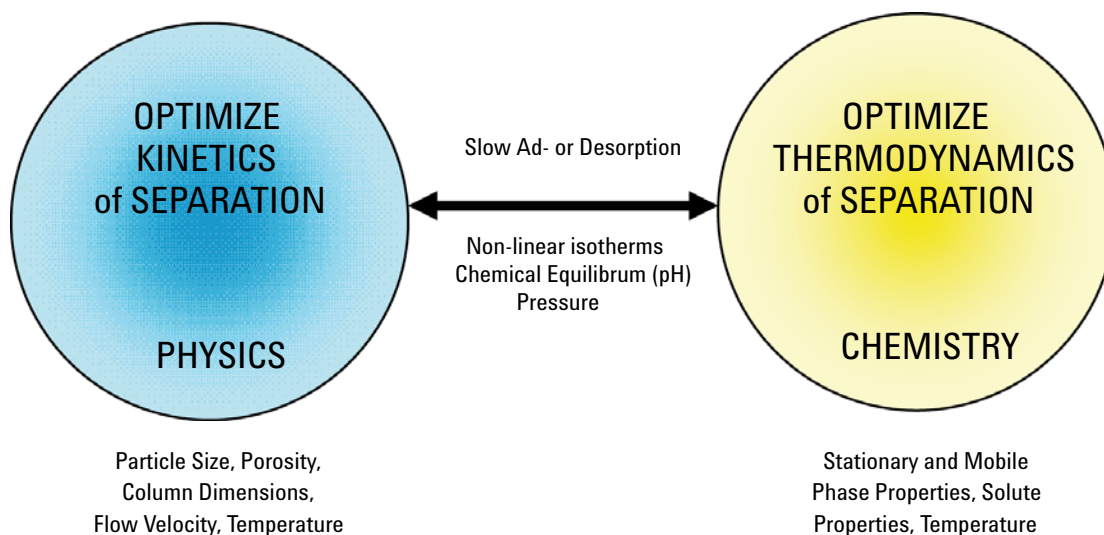 OPTIMIZE
KINETICS
of SEPARATION
PHYSICS
Particle Size, Porosity,
Column Dimensions,
Flow Velocity, Temperature
Slow Ad- or Desorption
Non-linear isotherms
Chemical Equilibrum (pH)
Pressure
OPTIMIZE
THERMODYNAMICS
of SEPARATION
CHEMISTRY
Stationary and Mobile
Phase Properties, Solute
Properties, Temperature